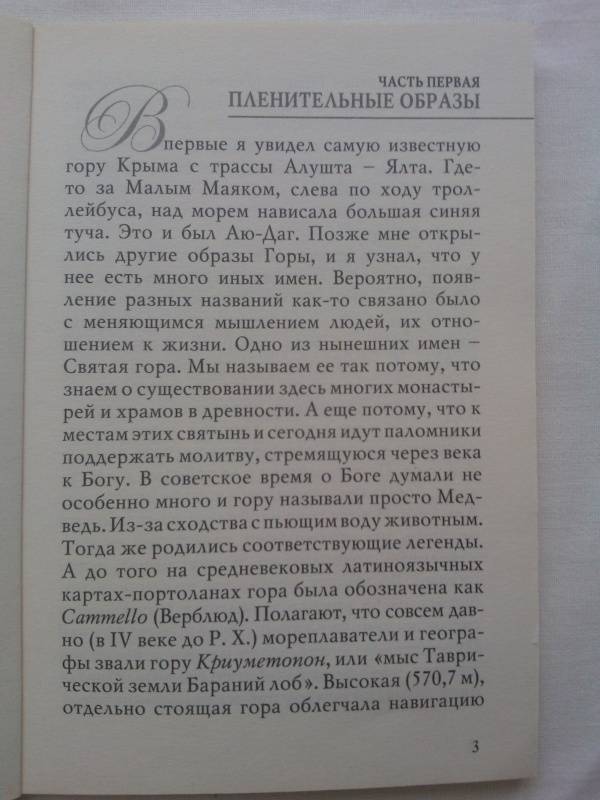 ЧАСТЬ ПЕРВАЯ
ПЛЕНИТЕЛЬНЫЕ ОБРАЗЫ
Впервые я увидел самую известную
гору Крыма с трассы Алушта – Ялта. Где-
то за Малым Маяком, слева по ходу трол-
лейбуса, над морем нависала большая синяя
туча. Это и был Аю-Даг. Позже мне откры-
лись другие образы Горы, и я узнал, что у
нее есть много иных имен. Вероятно, появ-
ление разных названий как-то связано было
с меняющимся мышлением людей, их отно-
шением к жизни. Одно из нынешних имен –
Святая гора. Мы называем ее так потому, что
знаем о существовании здесь многих монасты-
рей и храмов в древности. А еще потому, что к
местам этих святынь и сегодня идут паломники
поддержать молитву, стремящуюся через века
к Богу. В советское время о Боге думали не
особенно много и гору называли просто Мед-
ведь. Из-за сходства с пьющим воду животным.
Тогда же родились соответствующие легенды.
А до того на средневековых латиноязычных
картах-портоланах гора была обозначена как
Cammello (Верблюд). Полагают, что совсем дав-
но (в IV веке до Р. Х.) мореплаватели и геогра-
фы звали гору Криуметопон, или «мыс Таври-
ческой земли Бараний лоб». Высокая (570,7 м),
отдельно стоящая гора облегчала навигацию
3